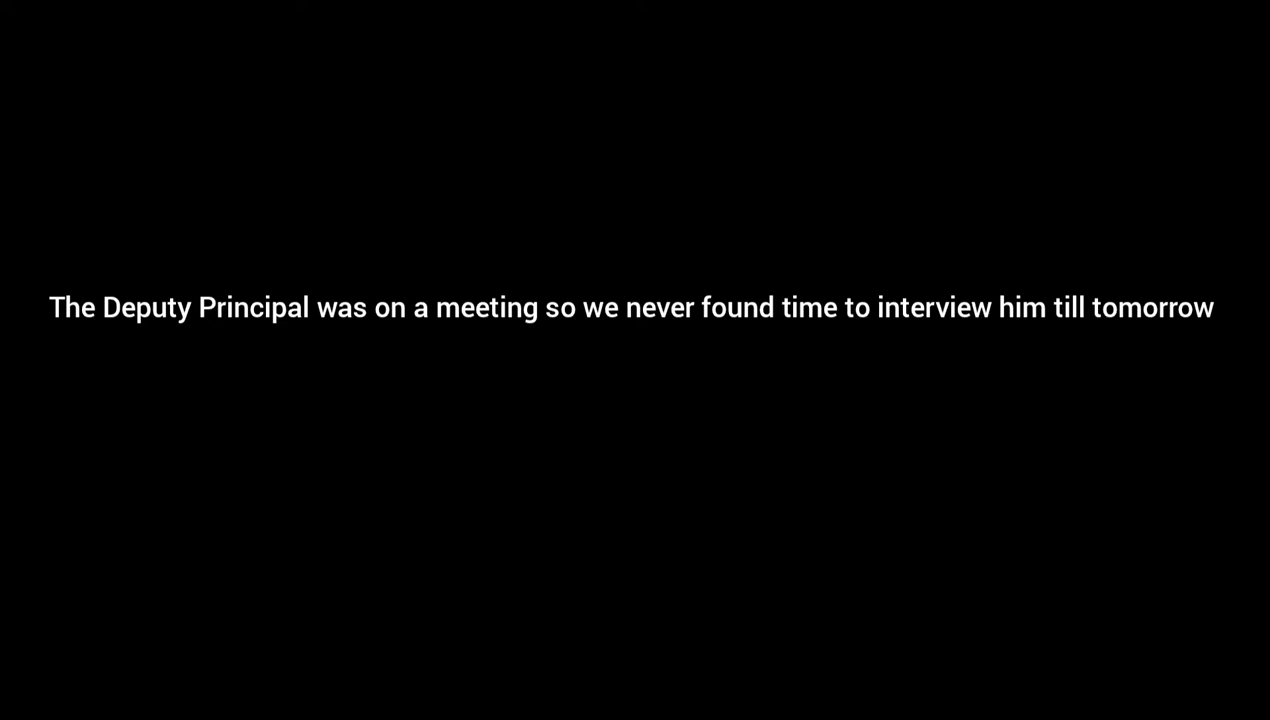 The Deputy Principal was on a meeting so we never found time to interview him till tomorrow